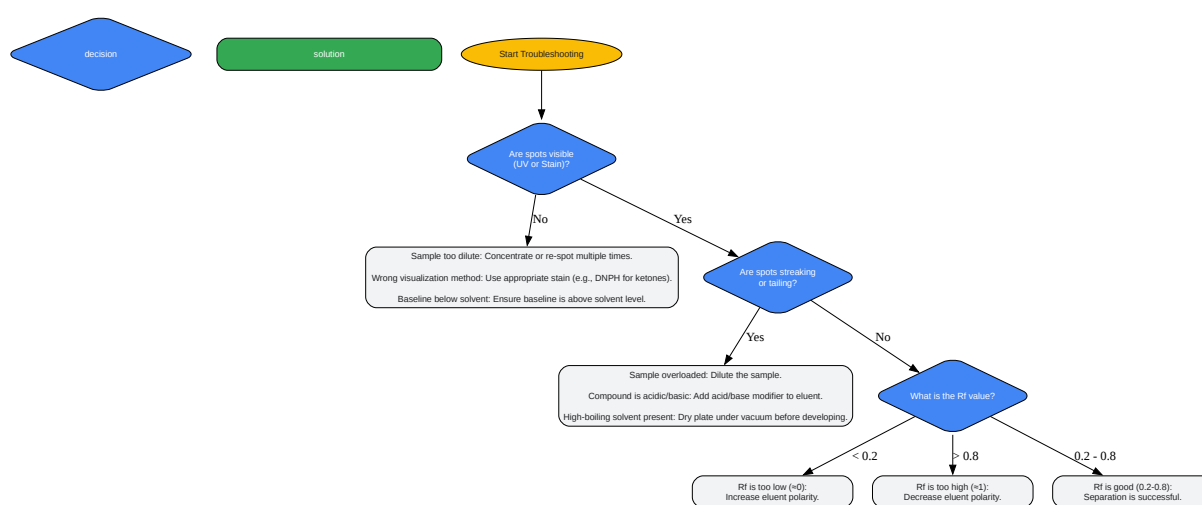 decision
solution
Start Troubleshooting
Are spots visible
(UV or Stain)?
No
Yes
Sample too dilute: Concentrate or re-spot multiple times.
Wrong visualization method: Use appropriate stain (e.g., DNPH for ketones).
Baseline below solvent: Ensure baseline is above solvent level.
Are spots streaking
or tailing?
Yes
No
Sample overloaded: Dilute the sample.
Compound is acidic/basic: Add acid/base modifier to eluent.
High-boiling solvent present: Dry plate under vacuum before developing.
What is the Rf value?
< 0.2
> 0.8
0.2 - 0.8
Rf is too low (≈0):
Increase eluent polarity.
Rf is too high (≈1):
Decrease eluent polarity.
Rf is good (0.2-0.8):
Separation is successful.